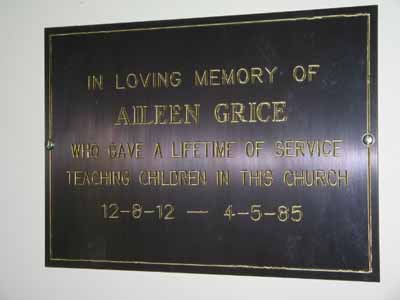 IN LOVING MEMORY OF
AILEEN GRICE
WHO GAVE A LIFETIME OF SERVICE
TEACHING CHILDREN IN THIS CHURCH
12-8-12 — 4-5-85